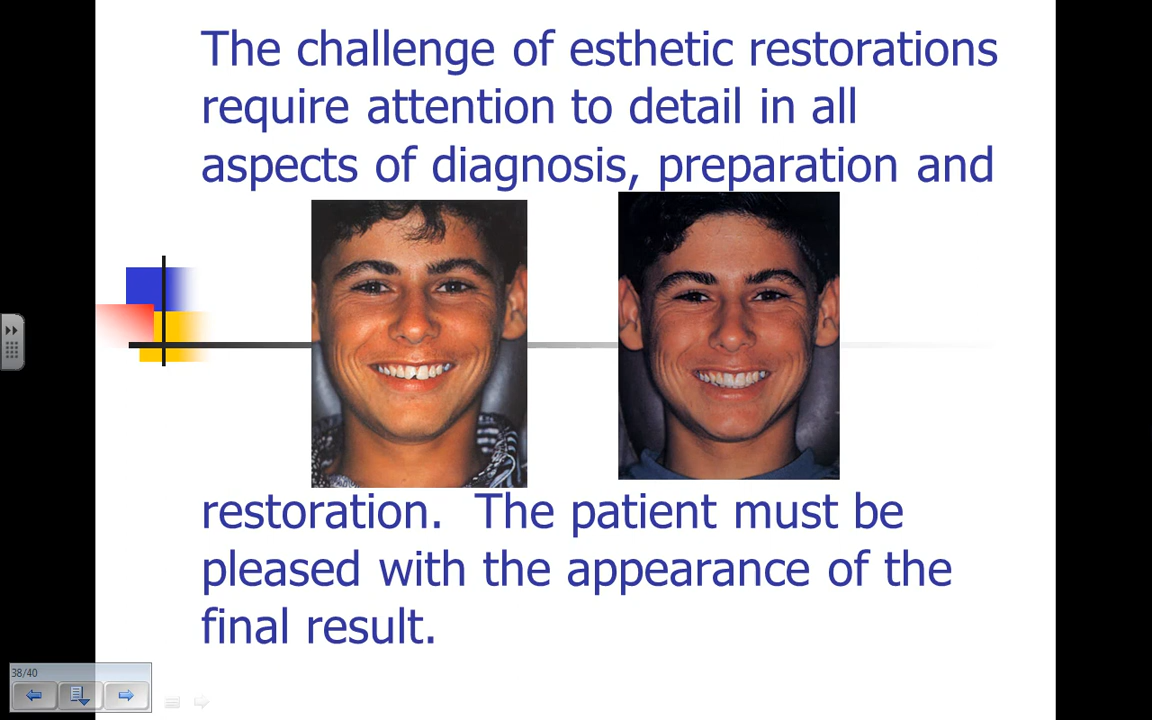 The challenge of esthetic restorations
require attention to detail in all
aspects of diagnosis, preparation and
restoration.  The patient must be
pleased with the appearance of the
final result.
38/40